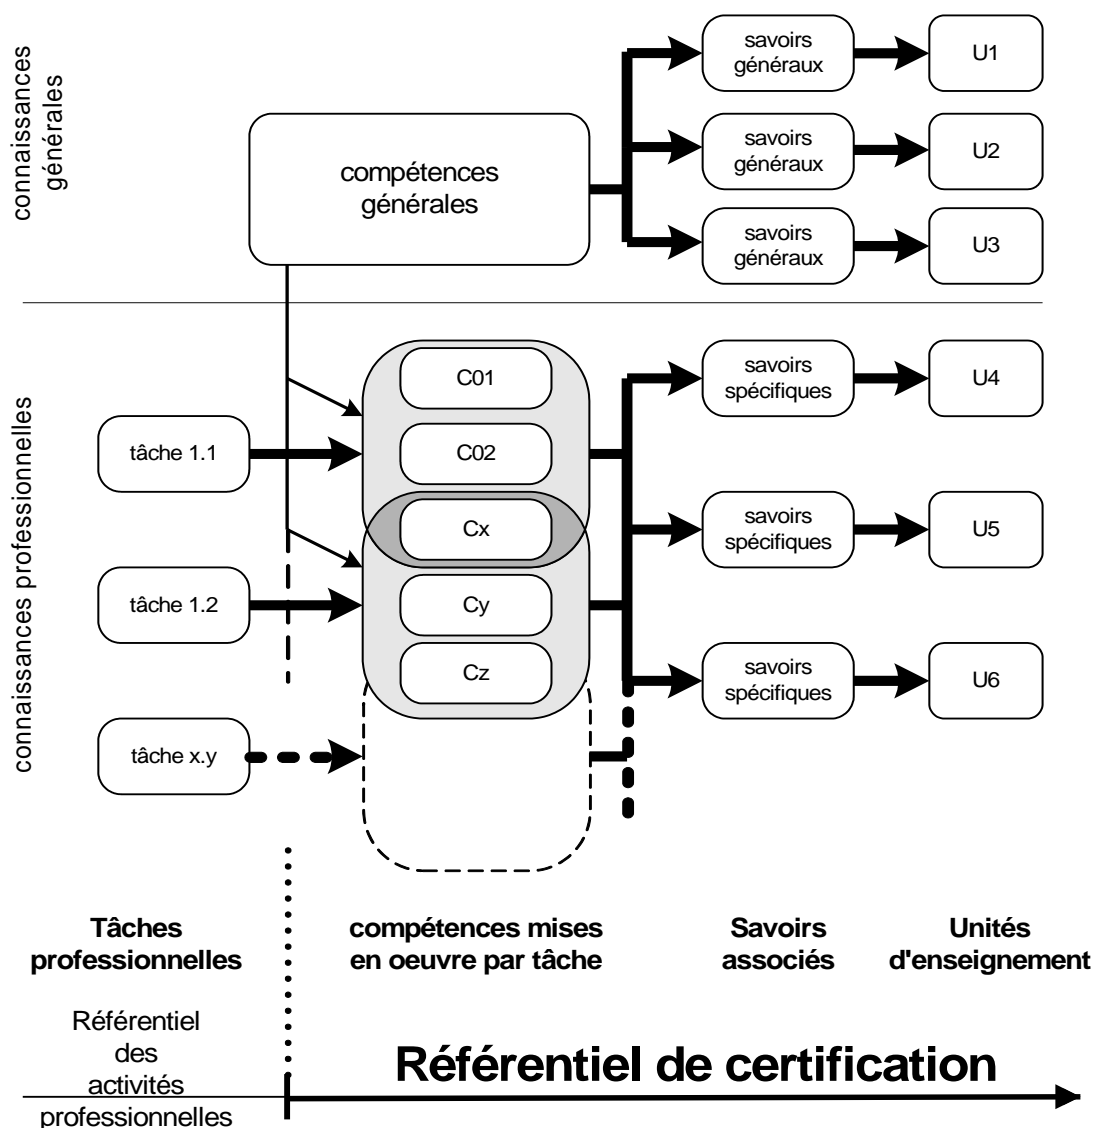 connaissances
générales
compétences
générales
savoirs
généraux
U1
savoirs
généraux
U2
savoirs
généraux
U3
connaissances professionnelles
tâche 1.1
tâche 1.2
tâche x.y
C01
C02
Cx
Cy
Cz
savoirs
spécifiques
U4
savoirs
spécifiques
U5
savoirs
spécifiques
U6
Tâches
professionnelles
compétences mises
en oeuvre par tâche
Savoirs
associés
Unités
d'enseignement
Référentiel
des
activités
professionnelles
Référentiel de certification